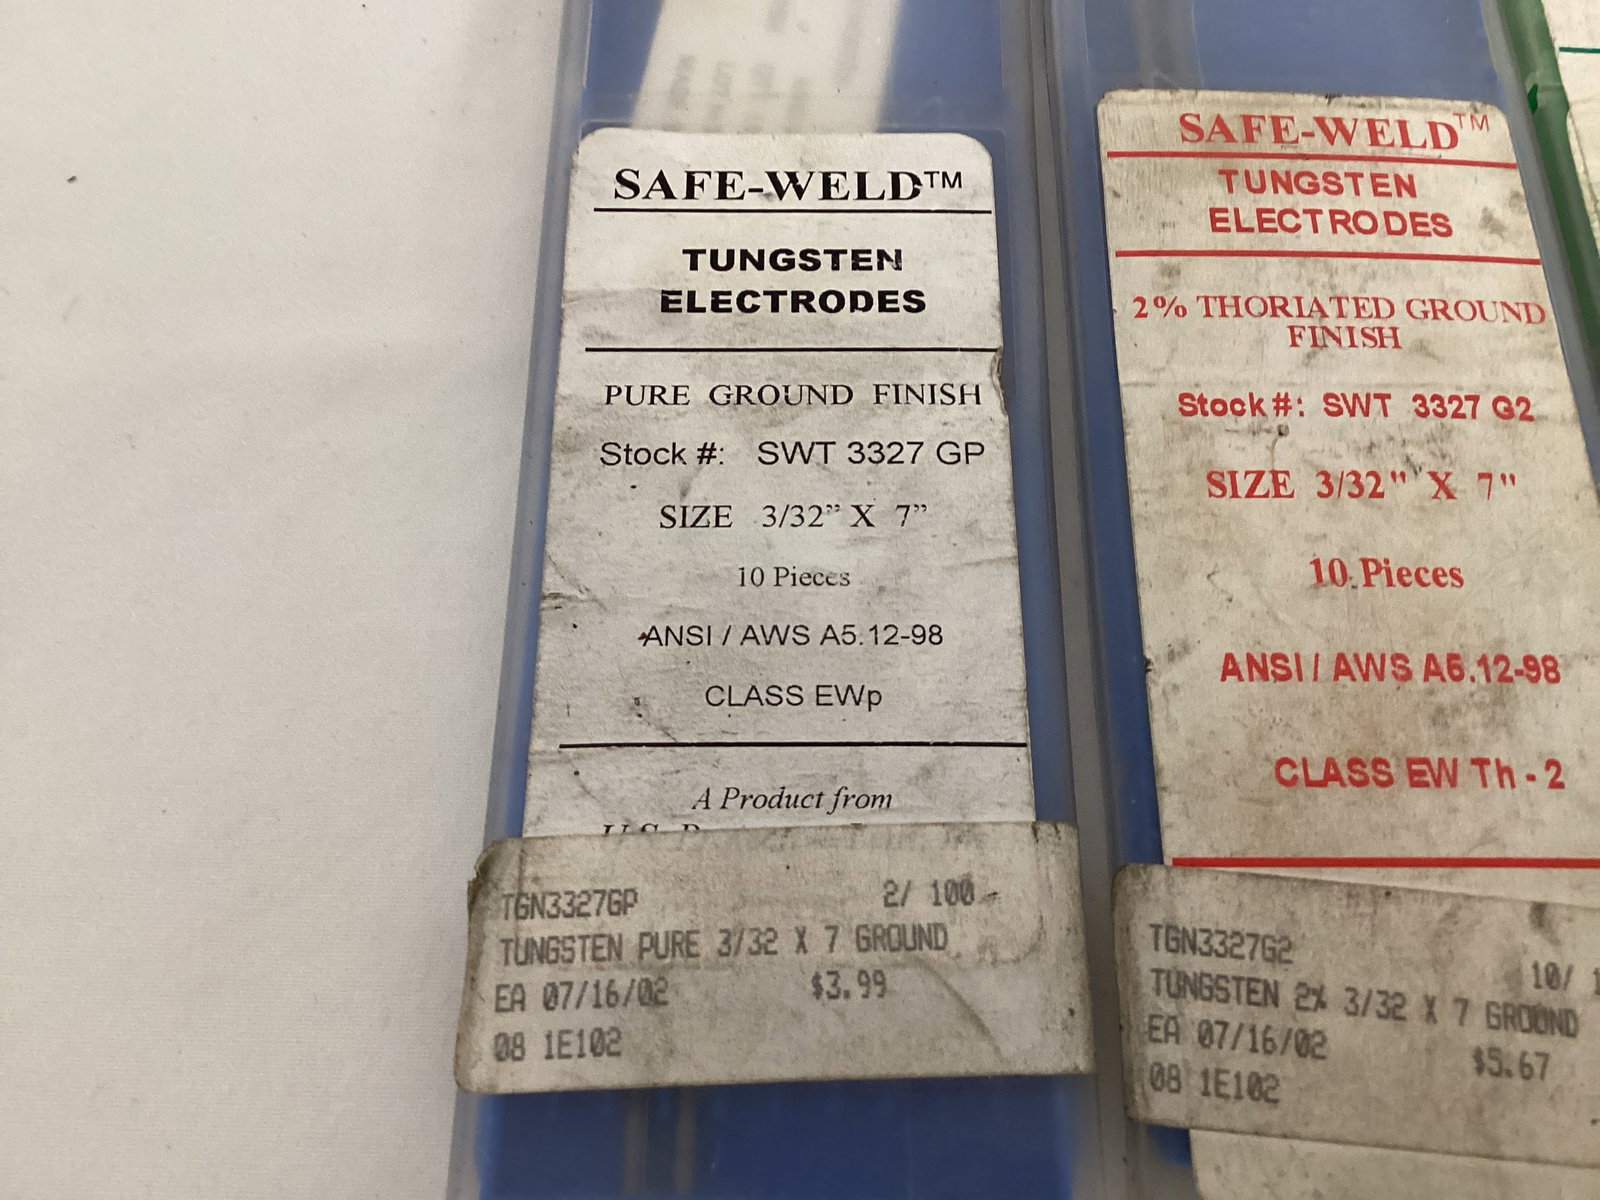 SAFE-WELD™
TUNGSTEN
ELECTRODES
PURE GROUND FINISH
Stock #: SWT 3327 GP
SIZE 3/32" X 7"
10 Pieces
ANSI / AWS A5.12-98
CLASS EWp
A Product from
TGN3327GP 2/ 100
TUNGSTEN PURE 3/32 X 7 GROUND
EA 07/16/02 $3.99
08 1E102
SAFE-WELD™
TUNGSTEN
ELECTRODES
2% THORIATED GROUND
FINISH
Stock #: SWT 3327 G2
SIZE 3/32" X 7"
10 Pieces
ANSI / AWS A5.12-98
CLASS EW Th - 2
TGN3327G2 10/
TUNGSTEN 2% 3/32 X 7 GROUND
EA 07/16/02 $5.67
08 1E102